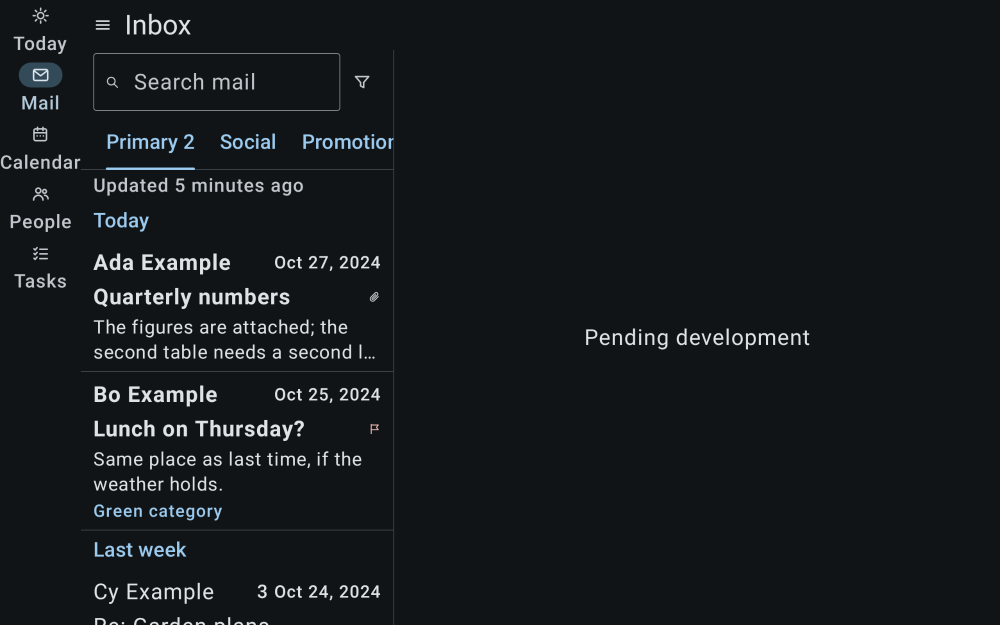 Today
Mail
Calendar
People
Tasks
Inbox
Search mail
Primary 2 Social Promotion
Updated 5 minutes ago
Today
Ada Example Oct 27, 2024
Quarterly numbers
The figures are attached; the
second table needs a second l...
Bo Example Oct 25, 2024
Lunch on Thursday?
Same place as last time, if the
weather holds.
Green category
Last week
Cy Example 3 Oct 24, 2024
Re: Garden plans
Pending development